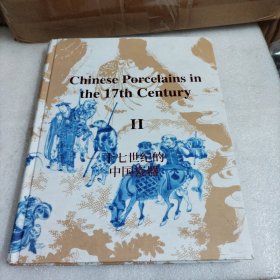 Chinese Porcelains in
the 17th Century
II
十七世纪的
中国瓷器